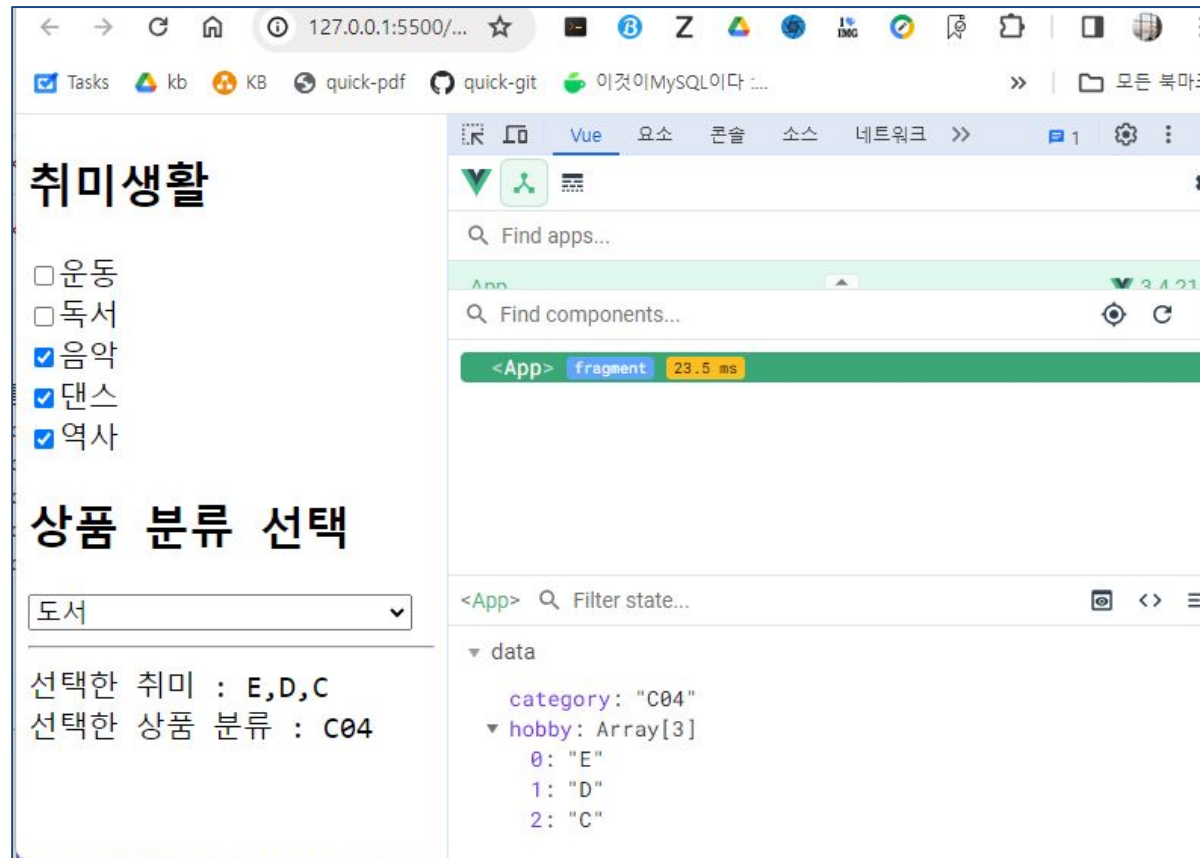 127.0.0.1:5500/...
Z
IMG
Tasks kb KB quick-pdf quick-git 이것이MySQL이다 :... » 모든 북마크
취미생활
운동
독서
음악
댄스
역사
상품 분류 선택
도서
선택한 취미 : E,D,C
선택한 상품 분류 : C04
Vue 요소 콘솔 소스 네트워크 » 1
Find apps...
App 3.4.21
Find components...
<App> fragment 23.5 ms
<App> Filter state...
data
category: "C04"
hobby: Array[3]
0: "E"
1: "D"
2: "C"